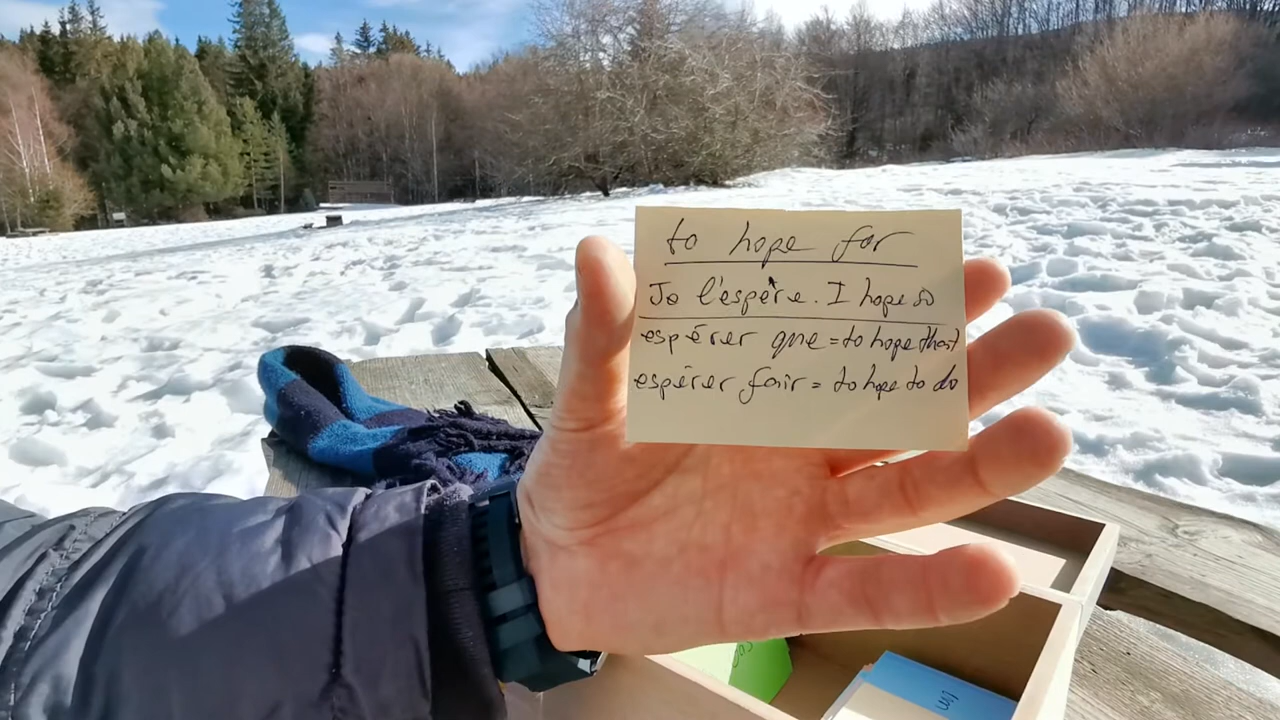 to hope for
Je l'espère. I hope so
espérer que = to hope that
espérer fair = to hope to do